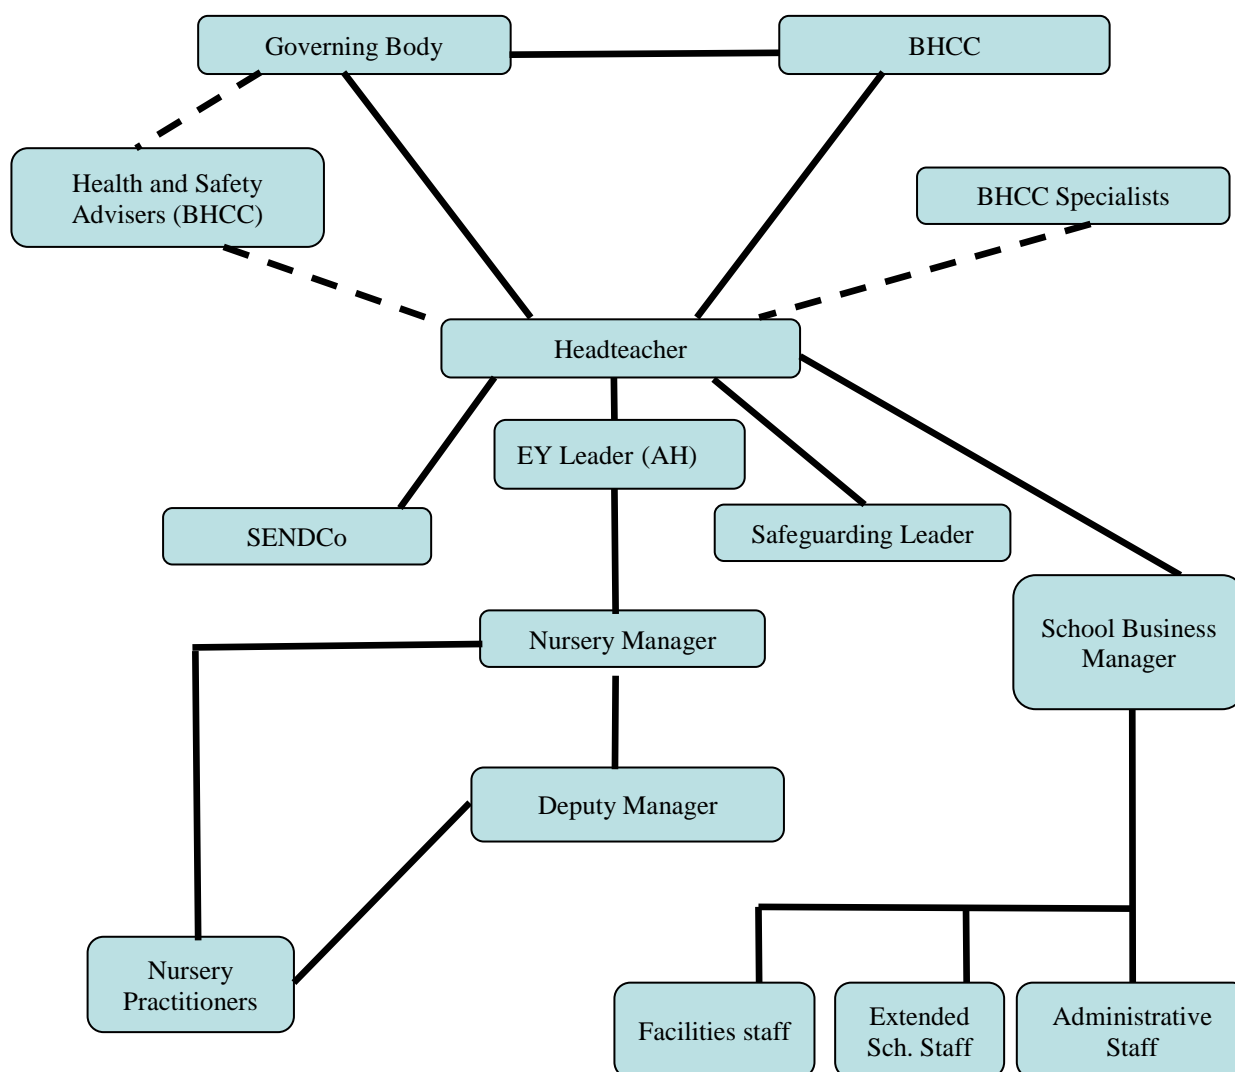 Governing Body
BHCC
Health and Safety
Advisers (BHCC)
BHCC Specialists
Headteacher
EY Leader (AH)
SENDCo
Safeguarding Leader
Nursery Manager
School Business
Manager
Deputy Manager
Nursery
Practitioners
Facilities staff
Extended
Sch. Staff
Administrative
Staff